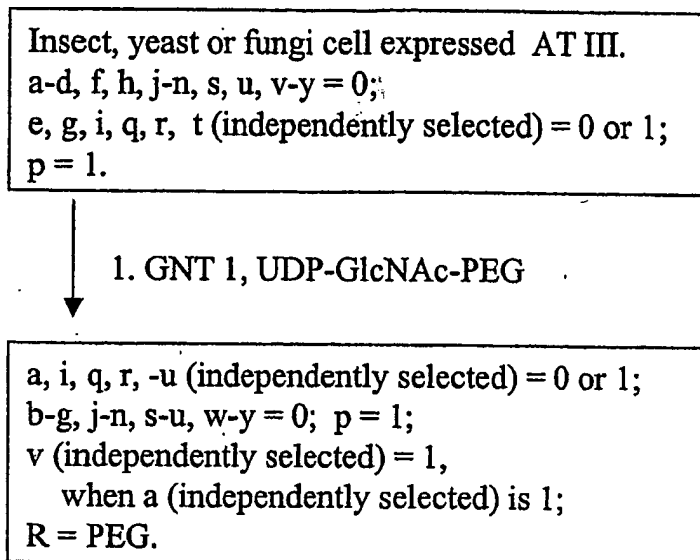 Insect, yeast or fungi cell expressed AT III.
a-d, f, h, j-n, s, u, v-y = 0;
e, g, i, q, r, t (independently selected) = 0 or 1;
p = 1.
1. GNT 1, UDP-GlcNAc-PEG
a, i, q, r, -u (independently selected) = 0 or 1;
b-g, j-n, s-u, w-y = 0; p = 1;
v (independently selected) = 1,
when a (independently selected) is 1;
R = PEG.